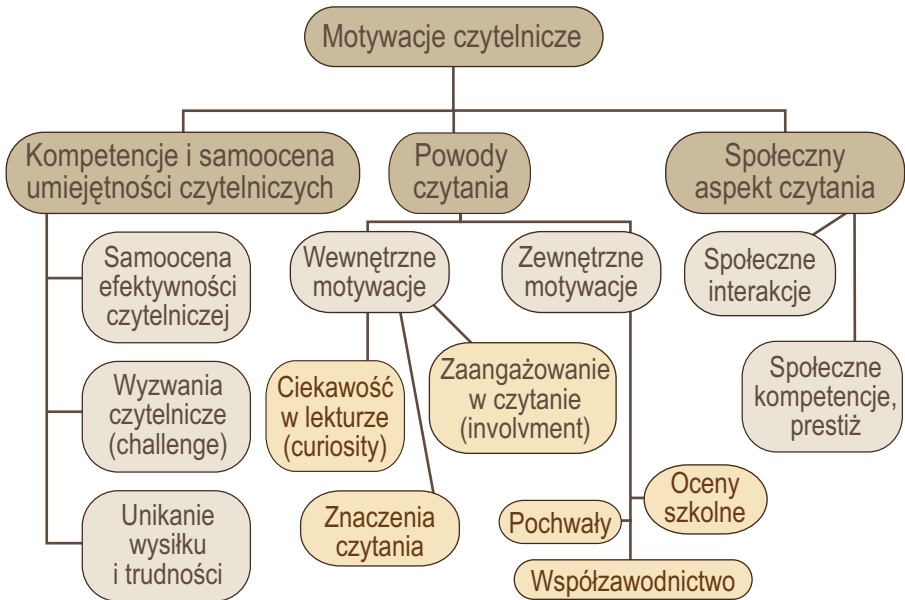 Motywacje czytelnicze
Kompetencje i samoocena
umiejętności czytelniczych
Powody
czytania
Społeczny
aspekt czytania
Samoocena
efektywności
czytelniczej
Wyzwania
czytelnicze
(challenge)
Unikanie
wysiłku
i trudności
Wewnętrzne
motywacje
Zewnętrzne
motywacje
Ciekawość
w lekturze
(curiosity)
Zaangażowanie
w czytanie
(involvment)
Znaczenia
czytania
Oceny
szkolne
Pochwały
Współzawodnictwo
Społeczne
interakcje
Społeczne
kompetencje,
prestiż